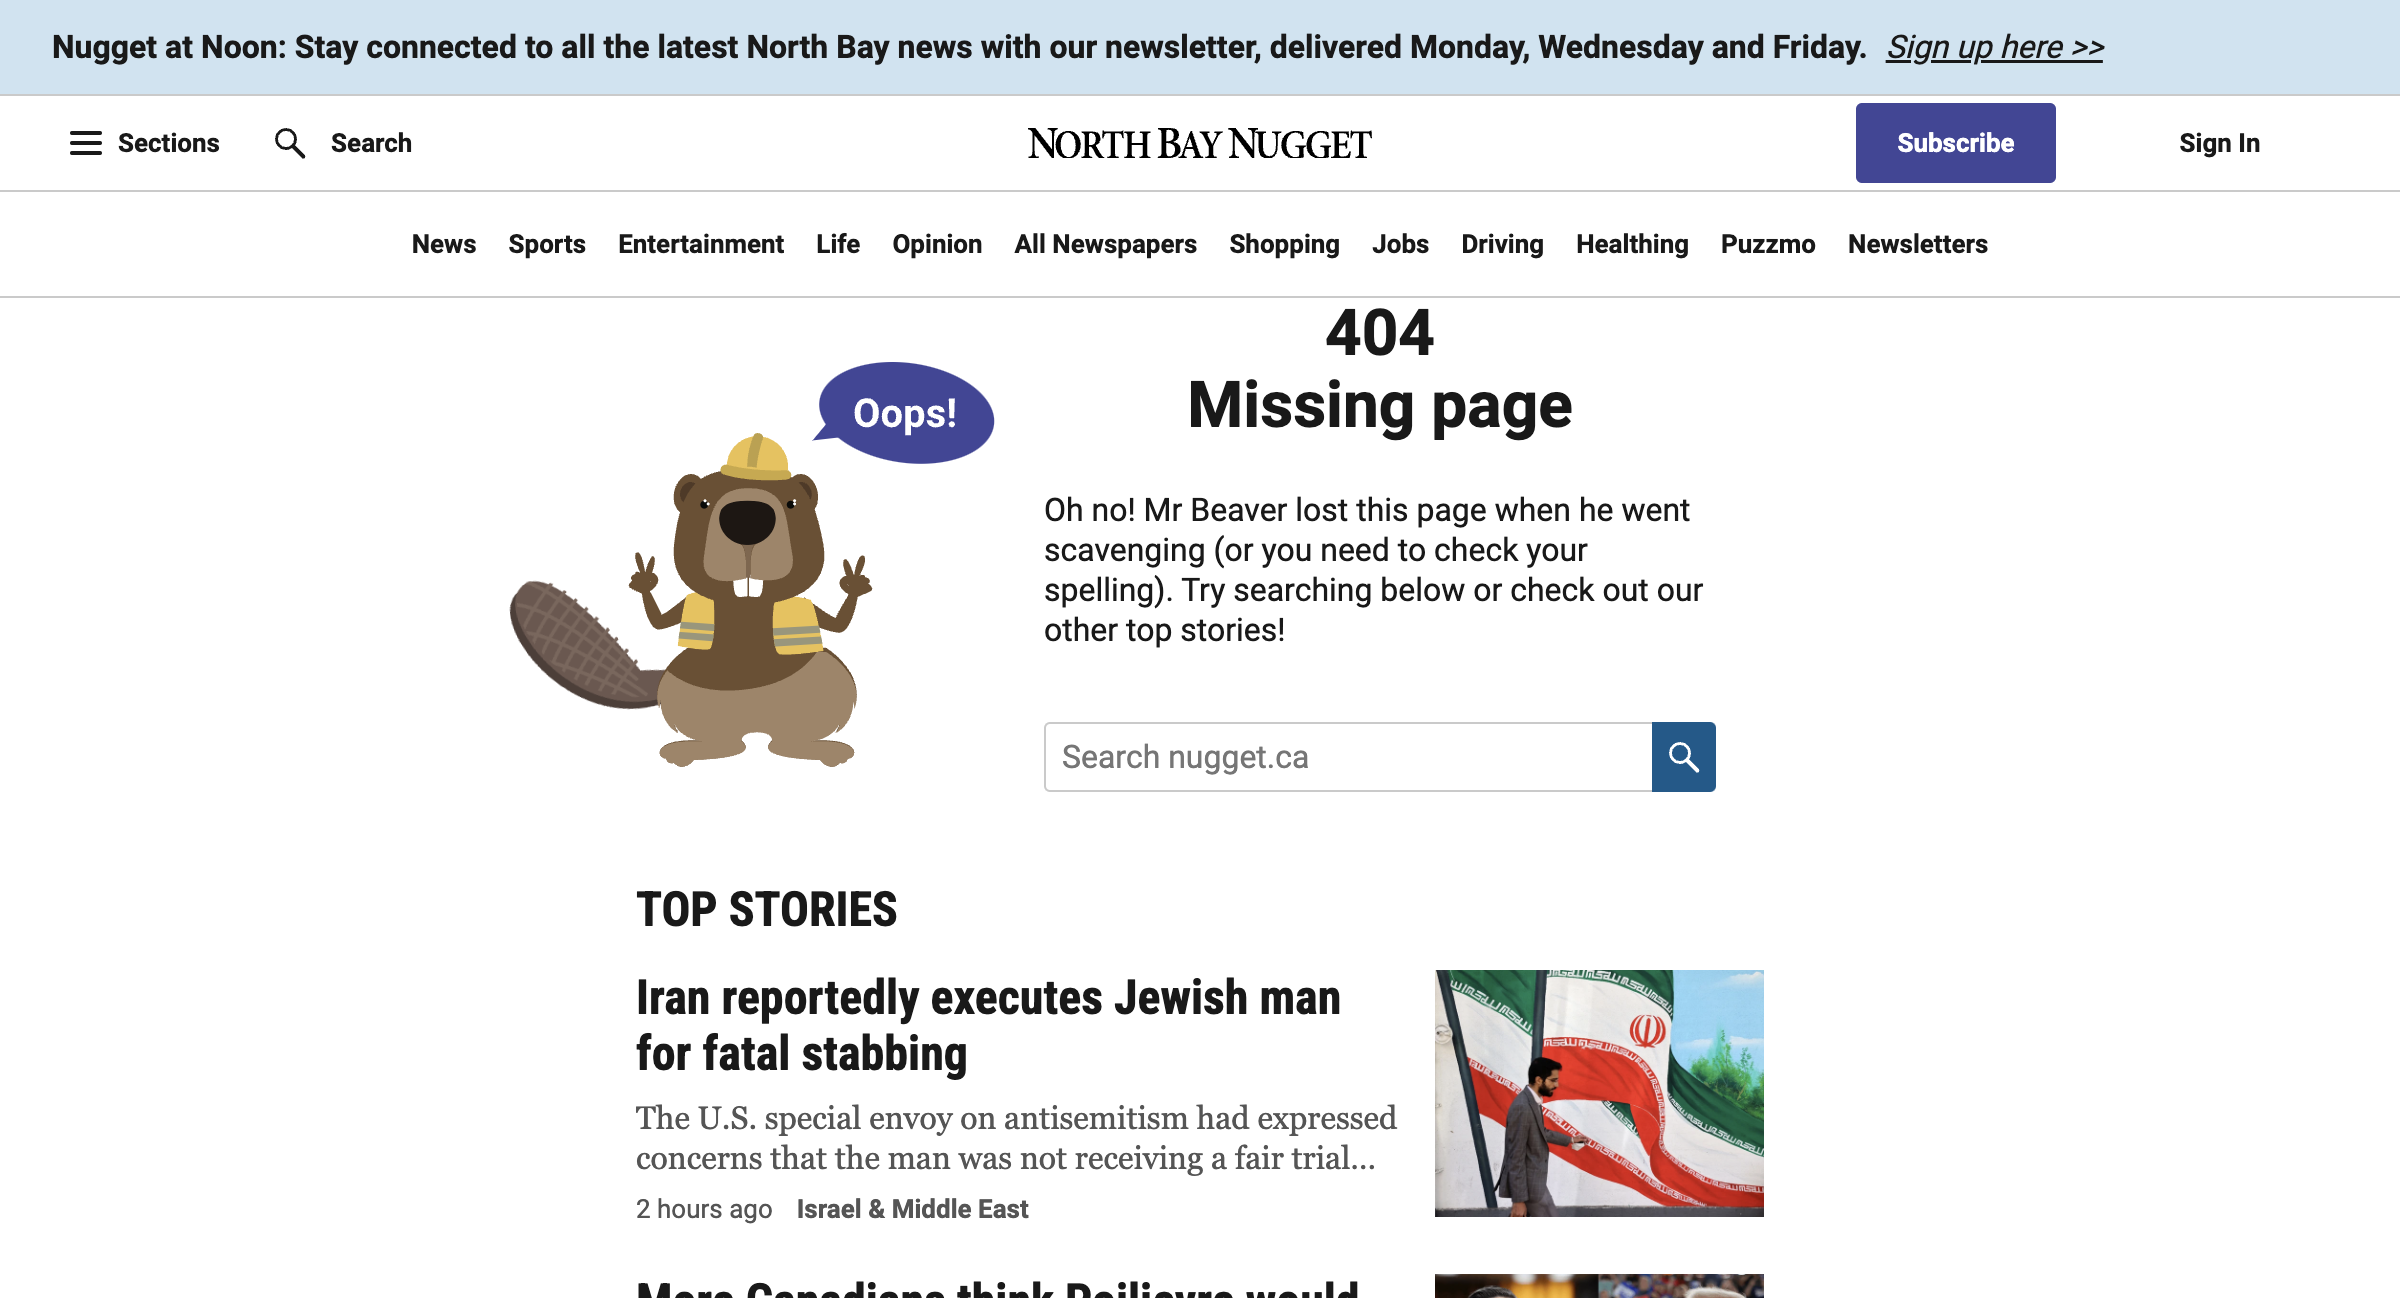 Nugget at Noon: Stay connected to all the latest North Bay news with our newsletter, delivered Monday, Wednesday and Friday. Sign up here >>
Sections Search NORTH BAY NUGGET Subscribe Sign In
News Sports Entertainment Life Opinion All Newspapers Shopping Jobs Driving Healthing Puzzmo Newsletters
404
Missing page
Oops!
Oh no! Mr Beaver lost this page when he went
scavenging (or you need to check your
spelling). Try searching below or check out our
other top stories!
Search nugget.ca
TOP STORIES
Iran reportedly executes Jewish man
for fatal stabbing
The U.S. special envoy on antisemitism had expressed
concerns that the man was not receiving a fair trial...
2 hours ago Israel & Middle East
More Canadians think Poilievre would